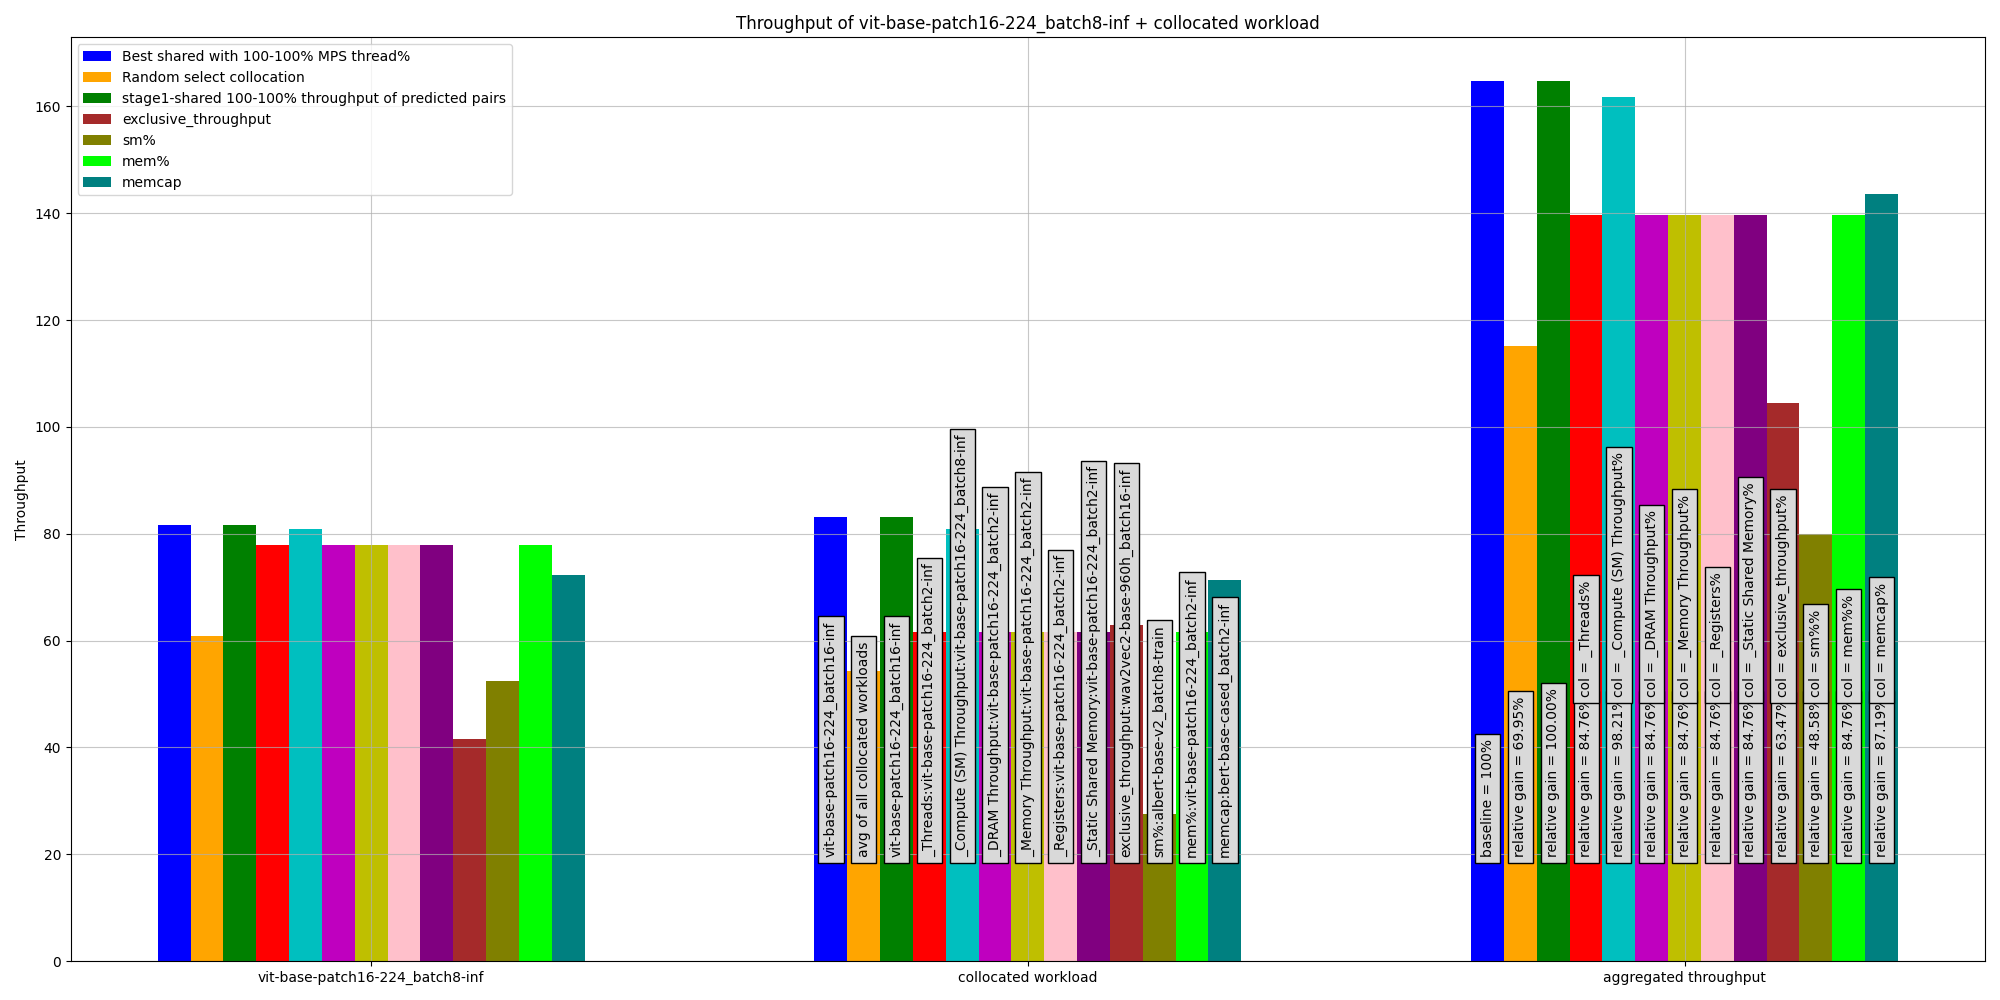 Throughput of vit-base-patch16-224_batch8-inf + collocated workload
Best shared with 100-100% MPS thread%
Random select collocation
stage1-shared 100-100% throughput of predicted pairs
exclusive_throughput
sm%
mem%
memcap
Throughput
160
140
120
100
80
60
40
20
0
vit-base-patch16-224_batch16-inf
avg of all collocated workloads
vit-base-patch16-224_batch16-inf
_Threads:vit-base-patch16-224_batch2-inf
_Compute (SM) Throughput:vit-base-patch16-224_batch8-inf
_DRAM Throughput:vit-base-patch16-224_batch2-inf
_Memory Throughput:vit-base-patch16-224_batch2-inf
_Registers:vit-base-patch16-224_batch2-inf
_Static Shared Memory:vit-base-patch16-224_batch2-inf
exclusive_throughput:wav2vec2-base-960h_batch16-inf
sm%:albert-base-v2_batch8-train
mem%:vit-base-patch16-224_batch2-inf
memcap:bert-base-cased_batch2-inf
baseline = 100%
relative gain = 69.95%
relative gain = 100.00%
relative gain = 84.76%
col = _Threads%
relative gain = 98.21%
col = _Compute (SM) Throughput%
relative gain = 84.76%
col = _DRAM Throughput%
relative gain = 84.76%
col = _Memory Throughput%
relative gain = 84.76%
col = _Registers%
relative gain = 84.76%
col = _Static Shared Memory%
relative gain = 63.47%
col = exclusive_throughput%
relative gain = 48.58%
col = sm%%
relative gain = 84.76%
col = mem%%
relative gain = 87.19%
col = memcap%
vit-base-patch16-224_batch8-inf
collocated workload
aggregated throughput